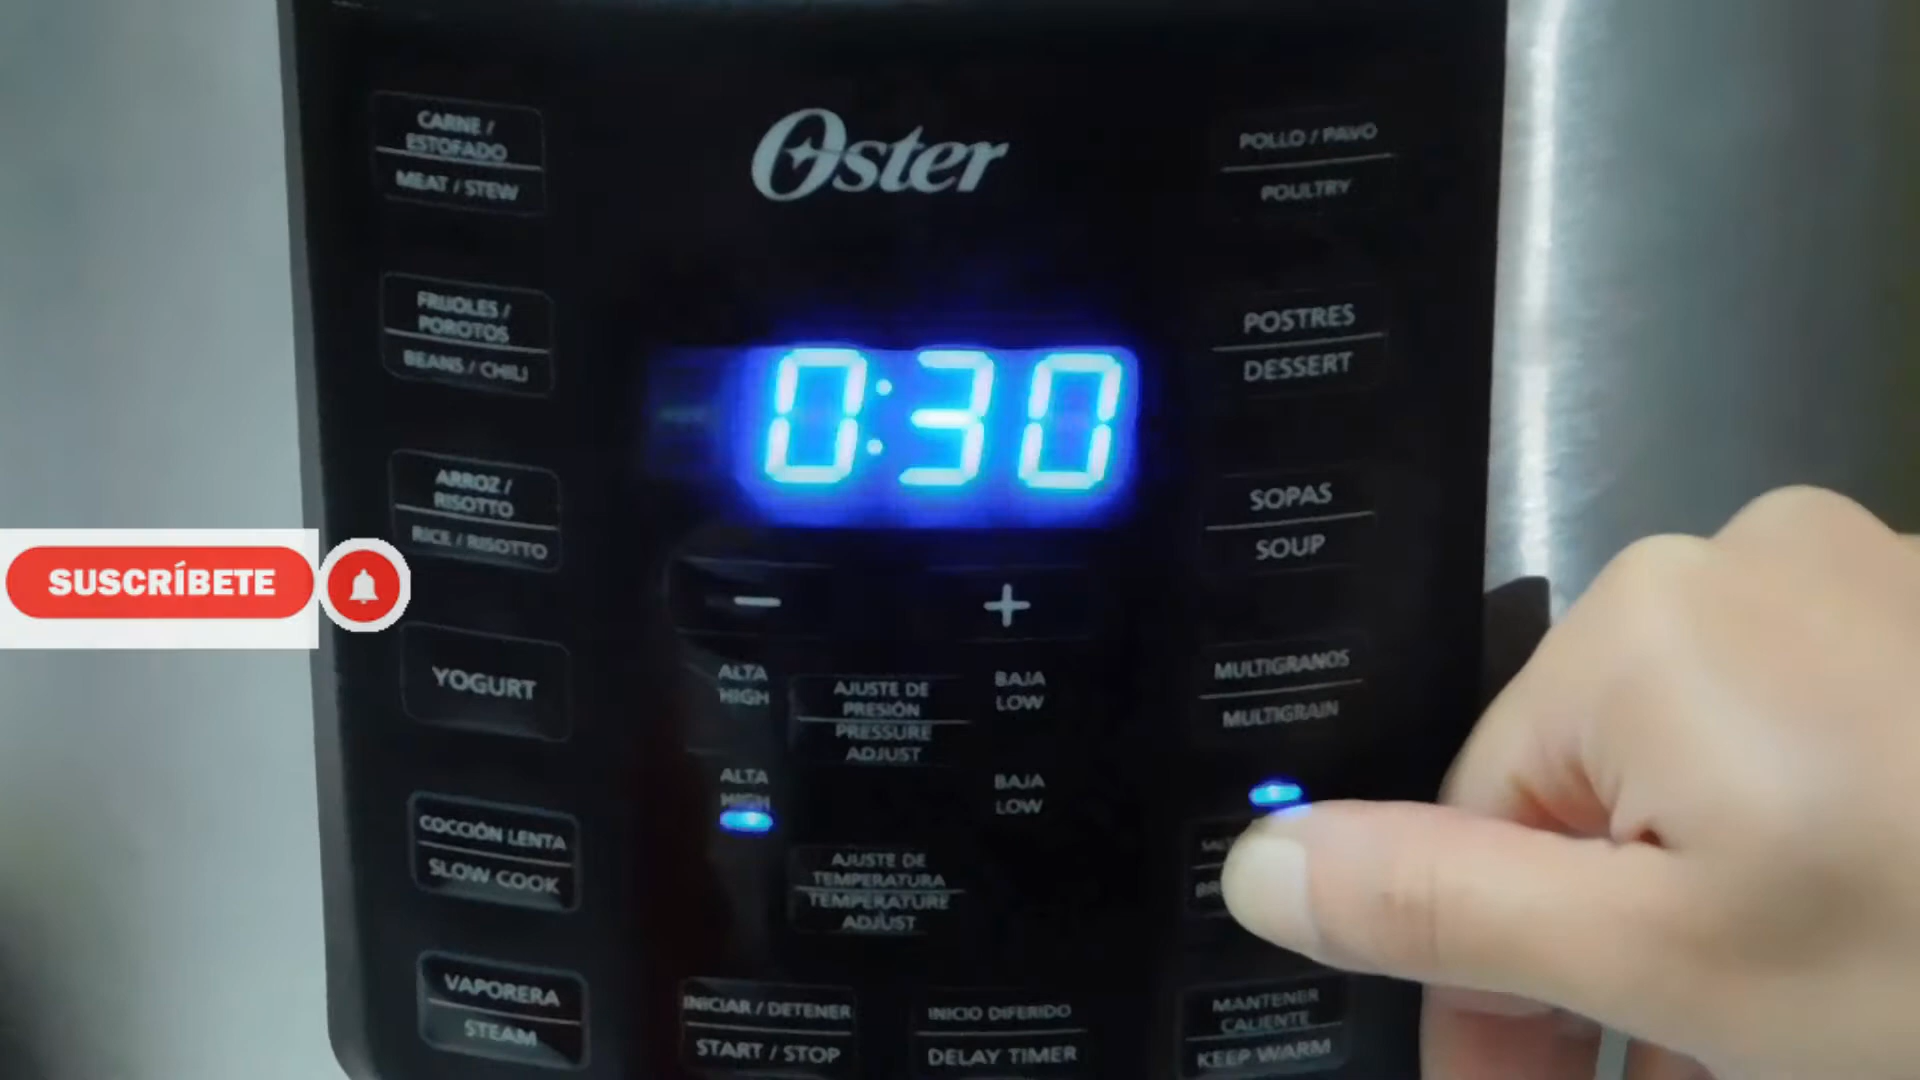 Oster
CARNE /
ESTOFADO
MEAT / STEW
FRIJOLES /
POROTOS
BEANS / CHILI
ARROZ /
RISOTTO
RICE / RISOTTO
YOGURT
COCCIÓN LENTA
SLOW COOK
VAPORERA
STEAM
SUSCRÍBETE
0:30
−
+
ALTA
HIGH
AJUSTE DE
PRESIÓN
PRESSURE
ADJUST
BAJA
LOW
ALTA
HIGH
BAJA
LOW
AJUSTE DE
TEMPERATURA
TEMPERATURE
ADJUST
INICIAR / DETENER
START / STOP
INICIO DIFERIDO
DELAY TIMER
POLLO / PAVO
POULTRY
POSTRES
DESSERT
SOPAS
SOUP
MULTIGRANOS
MULTIGRAIN
MANTENER
CALIENTE
KEEP WARM